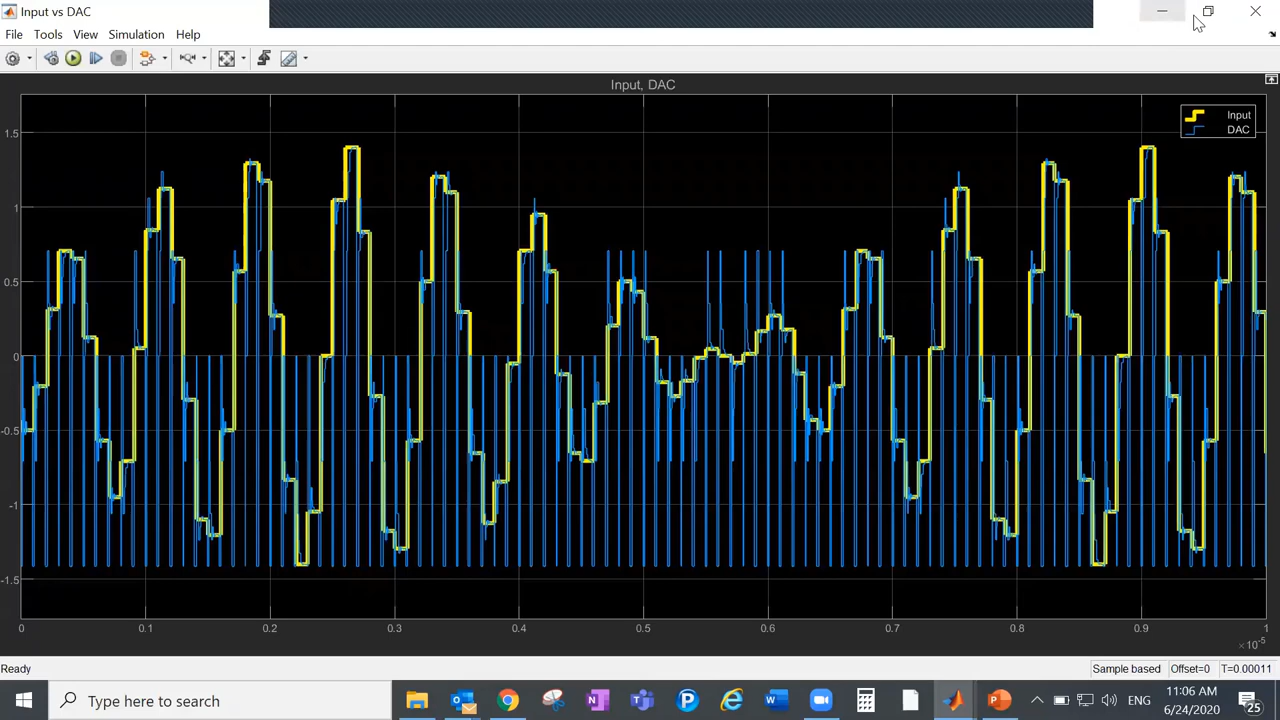 Input vs DAC
File Tools View Simulation Help
Input, DAC
Input
DAC
1.5
1
0.5
0
-0.5
-1
-1.5
0 0.1 0.2 0.3 0.4 0.5 0.6 0.7 0.8 0.9 1
×10⁻⁵
Ready
Sample based Offset=0 T=0.00011
Type here to search
ENG
11:06 AM
6/24/2020
25